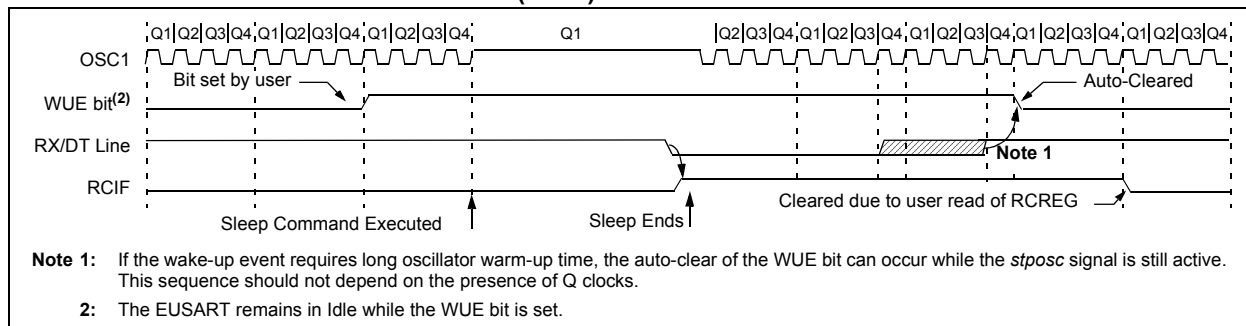 Q1|Q2|Q3|Q4|Q1|Q2|Q3|Q4|Q1|Q2|Q3|Q4 Q1 Q2|Q3|Q4|Q1|Q2|Q3|Q4|Q1|Q2|Q3|Q4|Q1|Q2|Q3|Q4|Q1|Q2|Q3|Q4
OSC1
Bit set by user Auto-Cleared
WUE bit(2)
RX/DT Line Note 1
RCIF
Cleared due to user read of RCREG
Sleep Command Executed Sleep Ends
Note 1: If the wake-up event requires long oscillator warm-up time, the auto-clear of the WUE bit can occur while the stposc signal is still active.
This sequence should not depend on the presence of Q clocks.
2: The EUSART remains in Idle while the WUE bit is set.